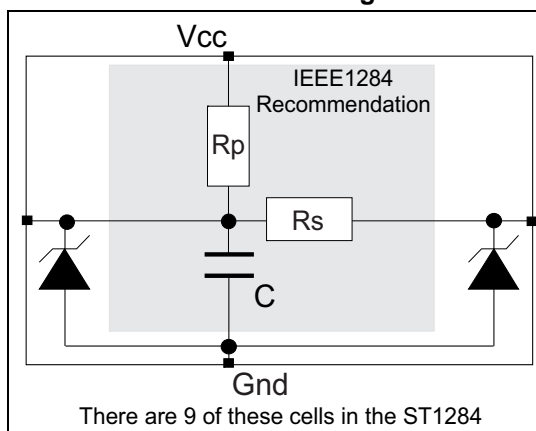 Vcc
IEEE1284
Recommendation
Rp
Rs
C
Gnd
There are 9 of these cells in the ST1284